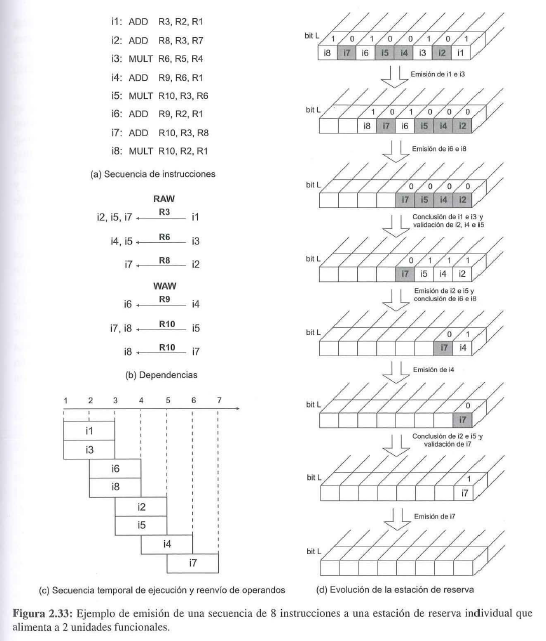 i1: ADD R3, R2, R1
i2: ADD R8, R3, R7
i3: MULT R6, R5, R4
i4: ADD R9, R6, R1
i5: MULT R10, R3, R6
i6: ADD R9, R2, R1
i7: ADD R10, R3, R8
i8: MULT R10, R2, R1
(a) Secuencia de instrucciones
RAW
i2, i5, i7 R3 i1
i4, i5 R6 i3
i7 R8 i2
WAW
i6 R9 i4
i7, i8 R10 i5
i8 R10 i7
(b) Dependencias
1 2 3 4 5 6 7
i1
i3
i6
i8
i2
i5
i4
i7
(c) Secuencia temporal de ejecución y reenvío de operandos
bit L 1 0 1 0 0 1 0 1
i8 i7 i6 i5 i4 i3 i2 i1
Emisión de i1 e i3
bit L 1 0 1 0 0 0
i8 i7 i6 i5 i4 i2
Emisión de i6 e i8
bit L 0 0 0 0
i7 i5 i4 i2
Conclusión de i1 e i3 y
validación de i2, i4 e i5
bit L 0 1 1 1
i7 i5 i4 i2
Emisión de i2 e i5 y
conclusión de i6 e i8
bit L 0 1
i7 i4
Emisión de i4
bit L 0
i7
Conclusión de i2 e i5 y
validación de i7
bit L 1
i7
Emisión de i7
bit L
(d) Evolución de la estación de reserva
Figura 2.33: Ejemplo de emisión de una secuencia de 8 instrucciones a una estación de reserva individual que
alimenta a 2 unidades funcionales.